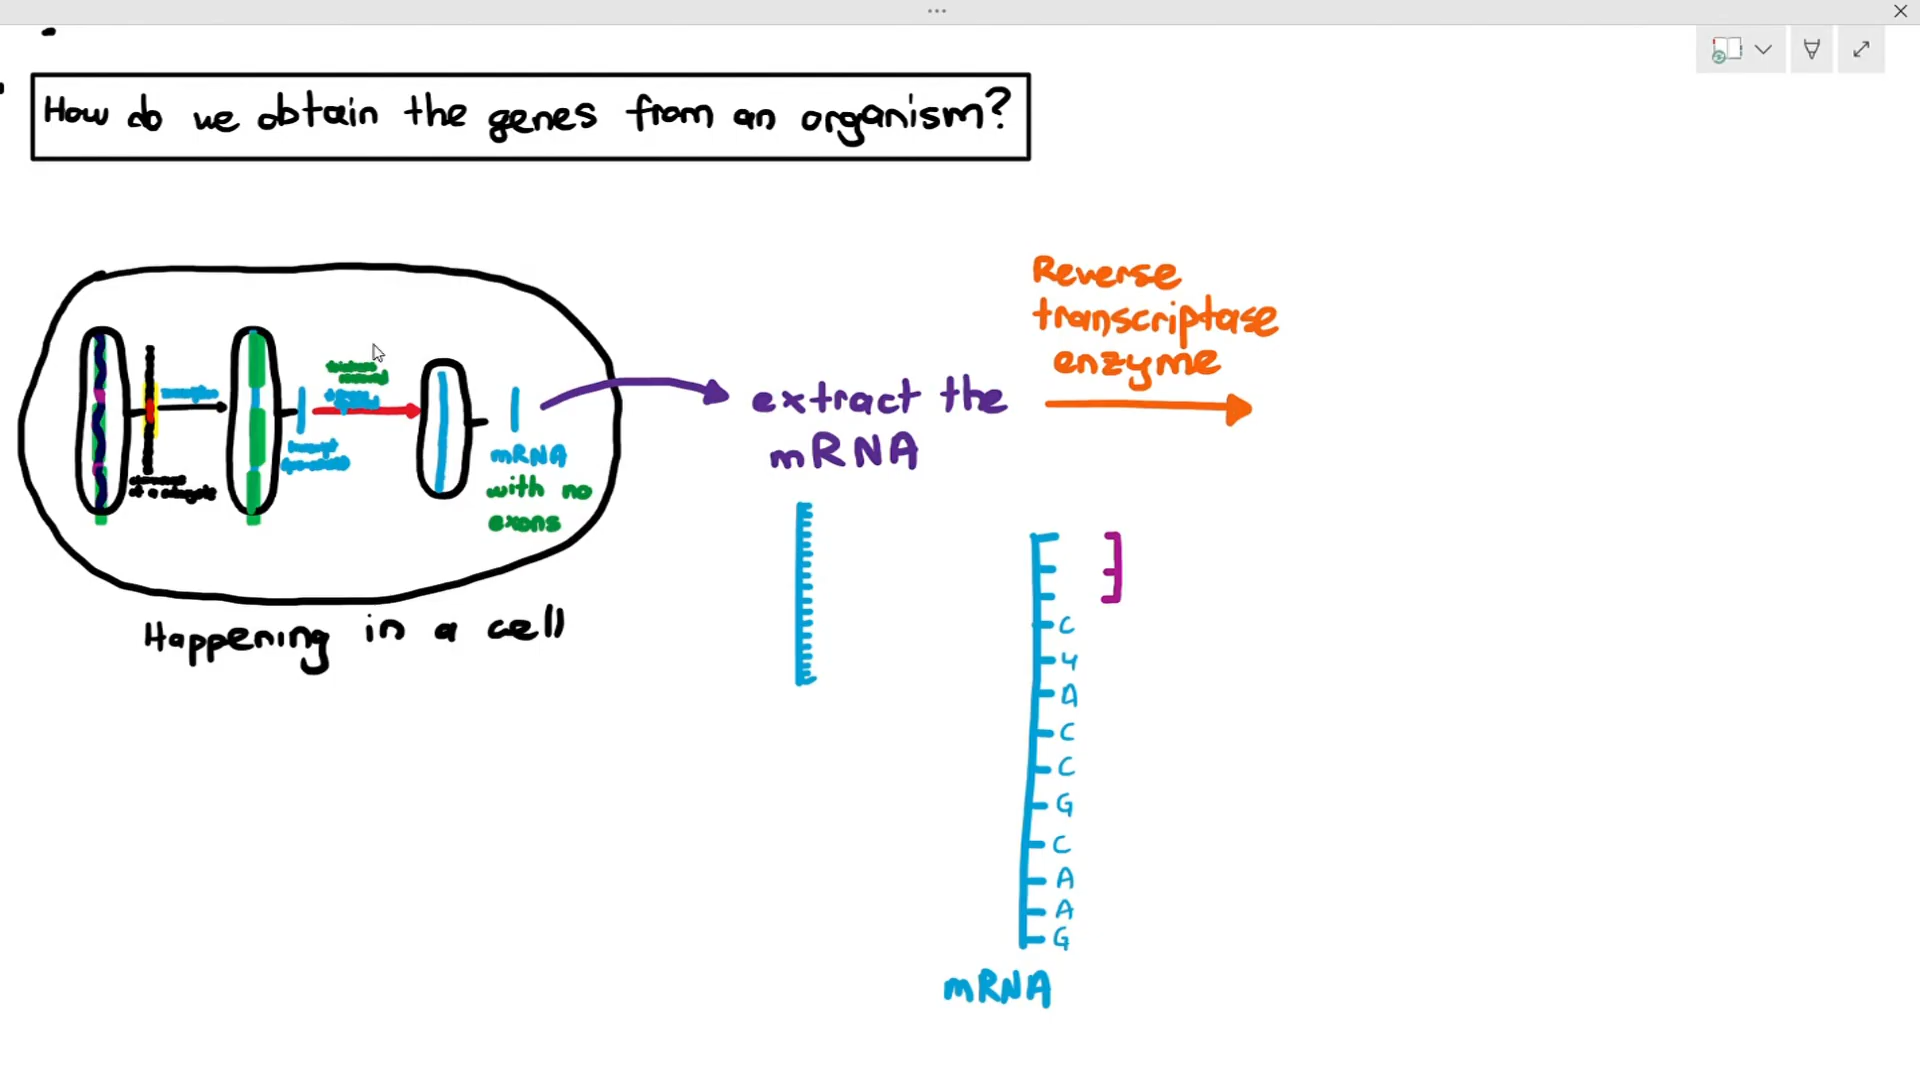 How do we obtain the genes from an organism?
Reverse
transcriptase
enzyme
extract the
mRNA
mRNA
with no
exons
Happening in a cell
C
U
A
C
C
G
C
A
A
G
mRNA